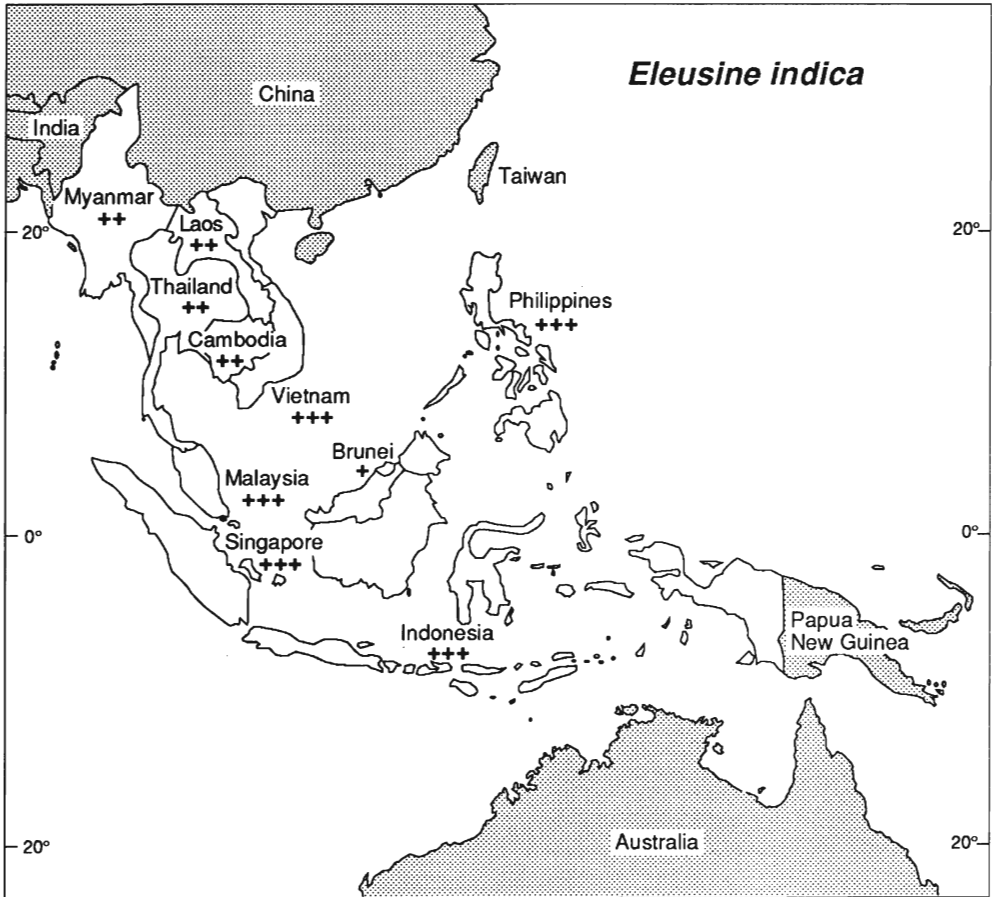 Eleusine indica
China
India
Taiwan
Myanmar
++
Laos
++
20°
20°
Thailand
++
Philippines
+++
Cambodia
++
Vietnam
+++
Brunei
+
Malaysia
+++
0°
0°
Singapore
+++
Indonesia
+++
Papua
New Guinea
Australia
20°
20°